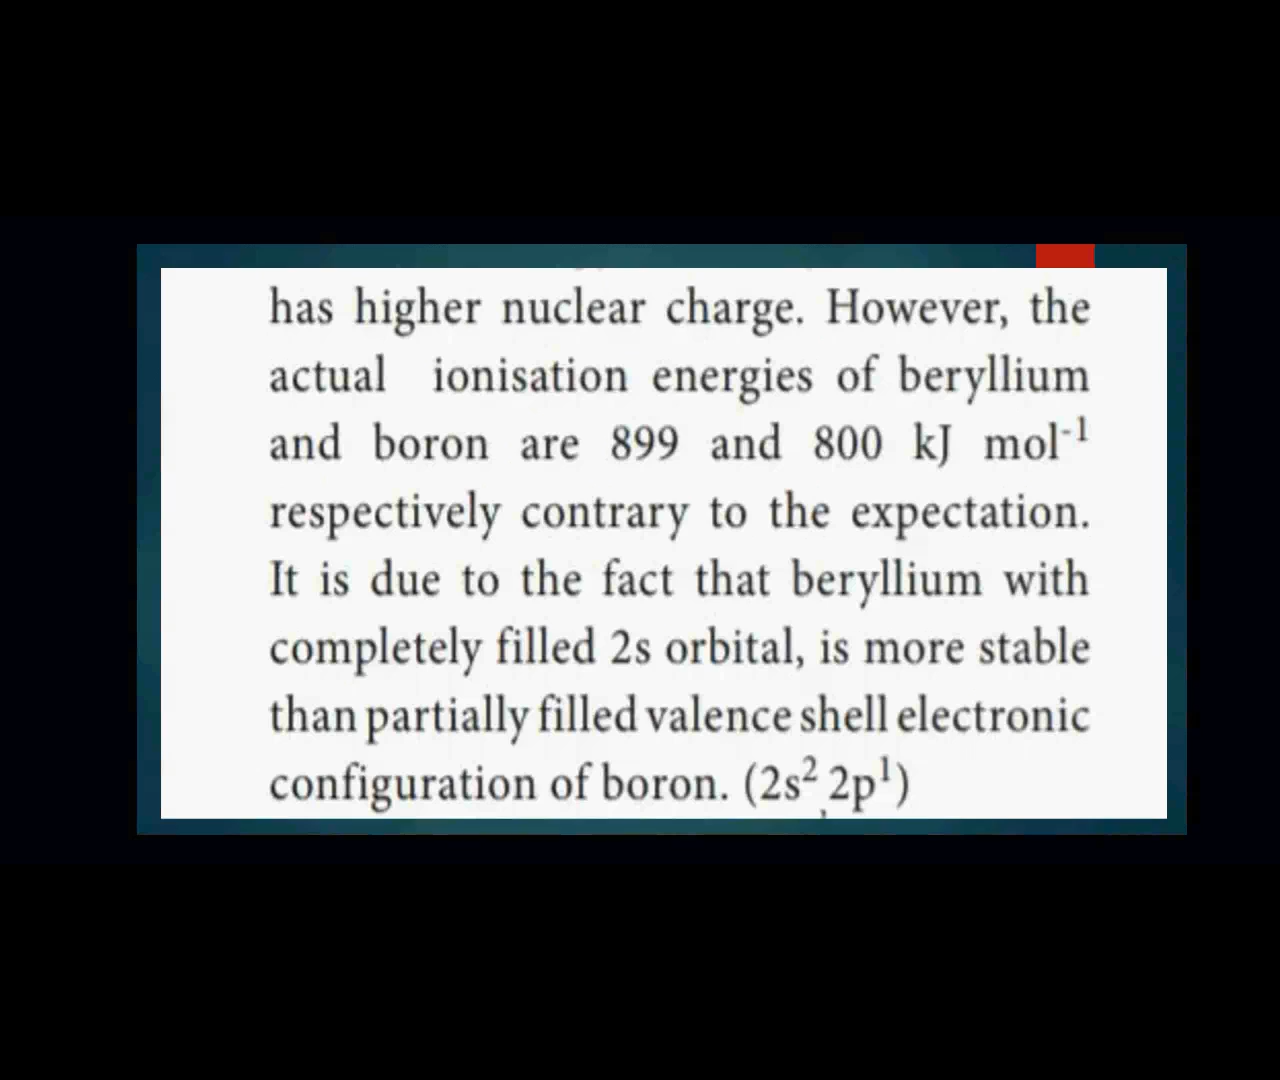 has higher nuclear charge. However, the
actual ionisation energies of beryllium
and boron are 899 and 800 kJ mol⁻¹
respectively contrary to the expectation.
It is due to the fact that beryllium with
completely filled 2s orbital, is more stable
than partially filled valence shell electronic
configuration of boron. (2s² 2p¹)